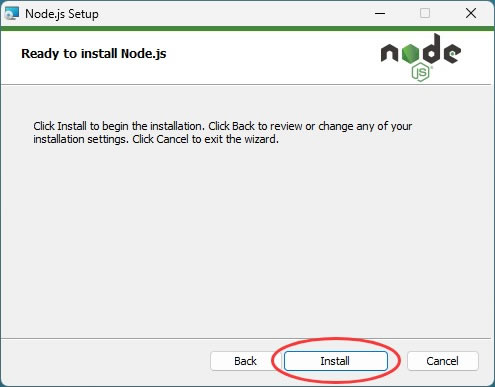 Node.js Setup
Ready to install Node.js
node
JS
Click Install to begin the installation. Click Back to review or change any of your
installation settings. Click Cancel to exit the wizard.
Back Install Cancel